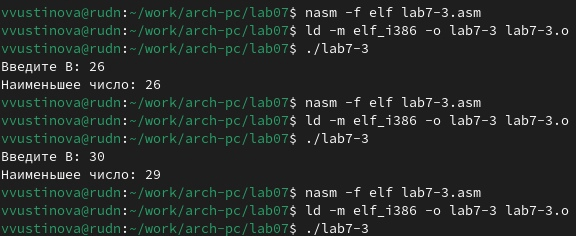 vvustinova@rudn:~/work/arch-pc/lab07$ nasm -f elf lab7-3.asm
vvustinova@rudn:~/work/arch-pc/lab07$ ld -m elf_i386 -o lab7-3 lab7-3.o
vvustinova@rudn:~/work/arch-pc/lab07$ ./lab7-3
Введите В: 26
Наименьшее число: 26
vvustinova@rudn:~/work/arch-pc/lab07$ nasm -f elf lab7-3.asm
vvustinova@rudn:~/work/arch-pc/lab07$ ld -m elf_i386 -o lab7-3 lab7-3.o
vvustinova@rudn:~/work/arch-pc/lab07$ ./lab7-3
Введите В: 30
Наименьшее число: 29
vvustinova@rudn:~/work/arch-pc/lab07$ nasm -f elf lab7-3.asm
vvustinova@rudn:~/work/arch-pc/lab07$ ld -m elf_i386 -o lab7-3 lab7-3.o
vvustinova@rudn:~/work/arch-pc/lab07$ ./lab7-3